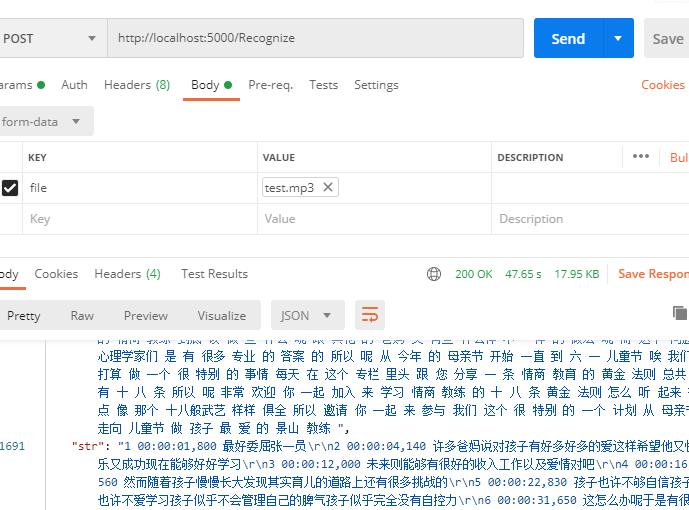 POST http://localhost:5000/Recognize Send Save
arams Auth Headers (8) Body Pre-req. Tests Settings Cookies
form-data
KEY VALUE DESCRIPTION ••• Bul
file test.mp3
Key Value Description
ody Cookies Headers (4) Test Results 200 OK 47.65 s 17.95 KB Save Respon
Pretty Raw Preview Visualize JSON
心理学家们 是 有 很多 专业 的 答案 的 所以 呢 从 今年 的 母亲节 开始 一直 到 六 一 儿童节 唉 我们
打算 做 一个 很 特别 的 事情 每天 在 这个 专栏 里头 跟 您 分享 一 条 情商 教育 的 黄金 法则 总共
有 十 八 条 所以 呢 非常 欢迎 你 一起 加入 来 学习 情商 教练 的 十 八 条 黄金 法则 怎么 听 起来
点 像 那个 十八般武艺 样样 俱全 所以 邀请 你 一起 来 参与 我们 这个 很 特别 的 一个 计划 从 母亲
走向 儿童节 做 孩子 最 爱 的 景山 教练 ",
1691 "str": "1 00:00:01,800 最好委屈张一员\r\n2 00:00:04,140 许多爸妈说对孩子有好多好多的爱这样希望他又快
乐又成功现在能够好好学习\r\n3 00:00:12,000 未来则能够有很好的收入工作以及爱情对吧\r\n4 00:00:16
560 然而随着孩子慢慢长大发现其实育儿的道路上还有很多挑战的\r\n5 00:00:22,830 孩子也许不够自信孩子
也许不爱学习孩子似乎不会管理自己的脾气孩子似乎完全没有自控力\r\n6 00:00:31,650 这怎么办呢于是有很